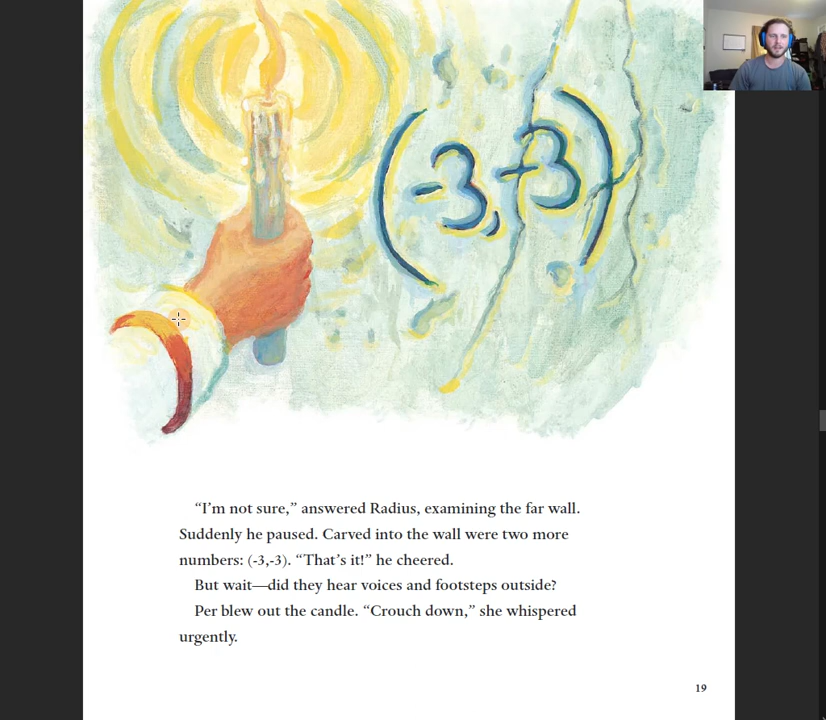 (-3,-3)
“I’m not sure,” answered Radius, examining the far wall.
Suddenly he paused. Carved into the wall were two more
numbers: (-3,-3). “That’s it!” he cheered.
But wait—did they hear voices and footsteps outside?
Per blew out the candle. “Crouch down,” she whispered
urgently.
19